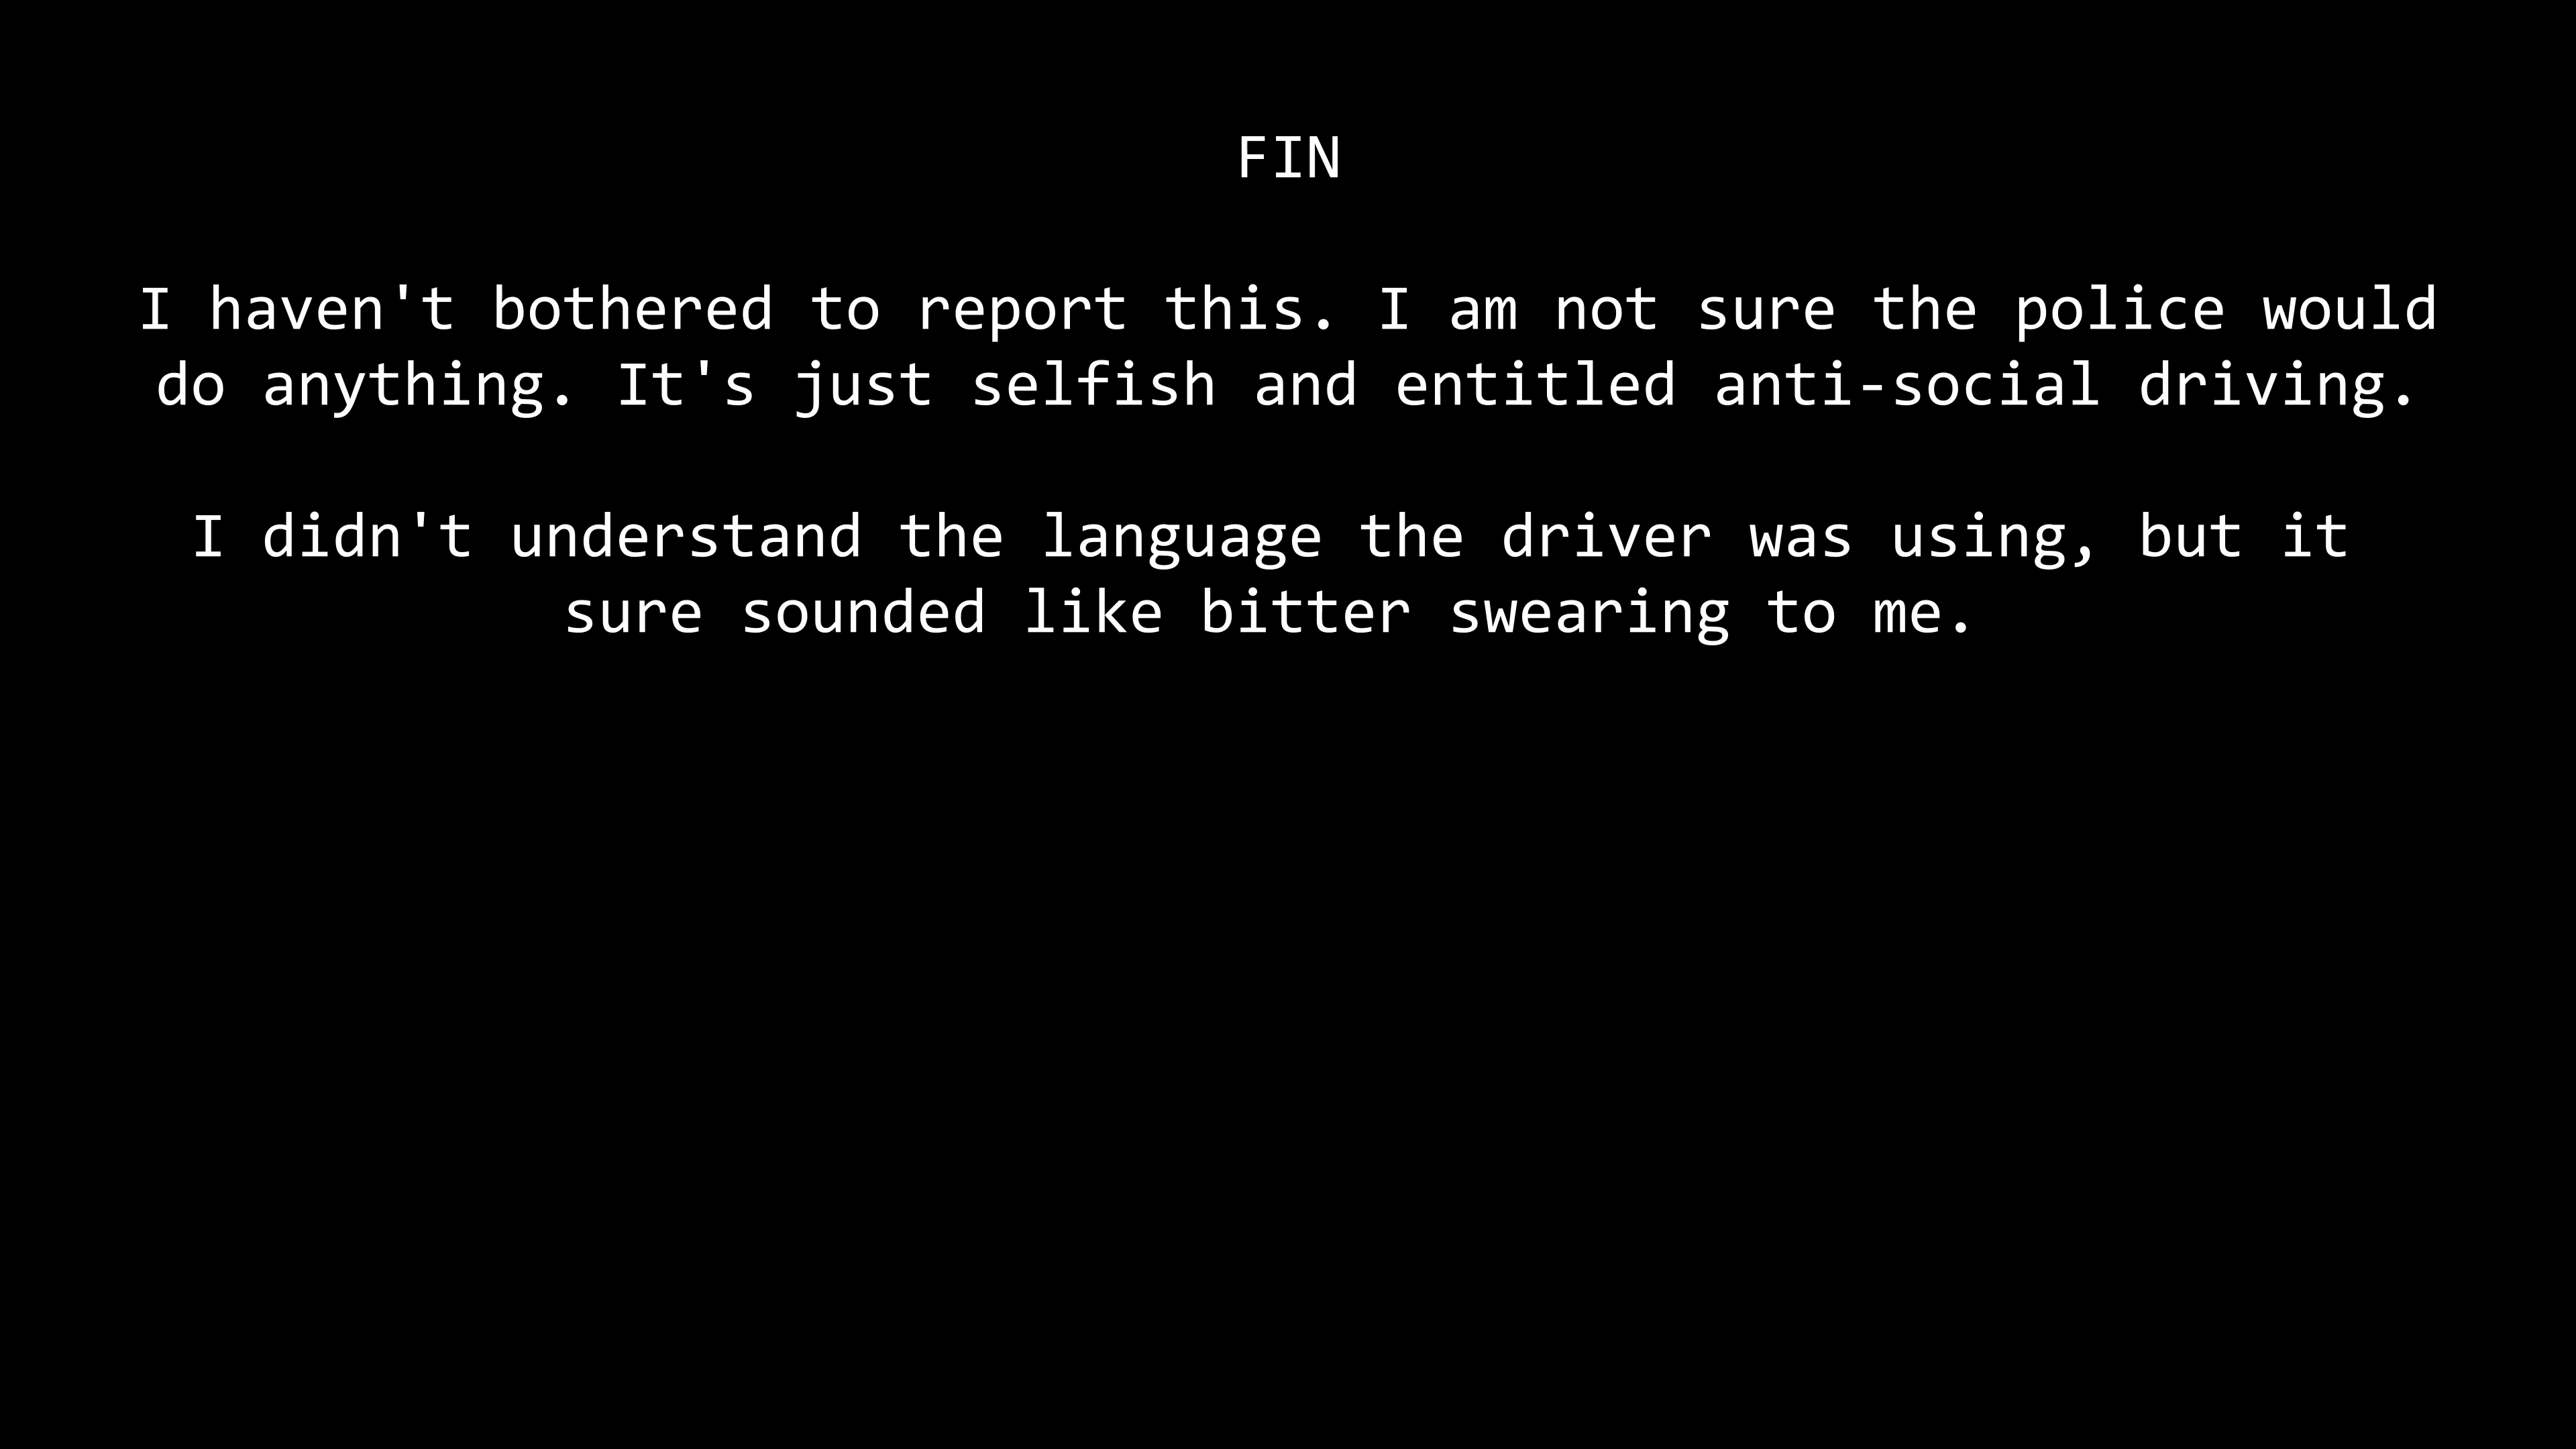 FIN
I haven't bothered to report this. I am not sure the police would
do anything. It's just selfish and entitled anti-social driving.
I didn't understand the language the driver was using, but it
sure sounded like bitter swearing to me.